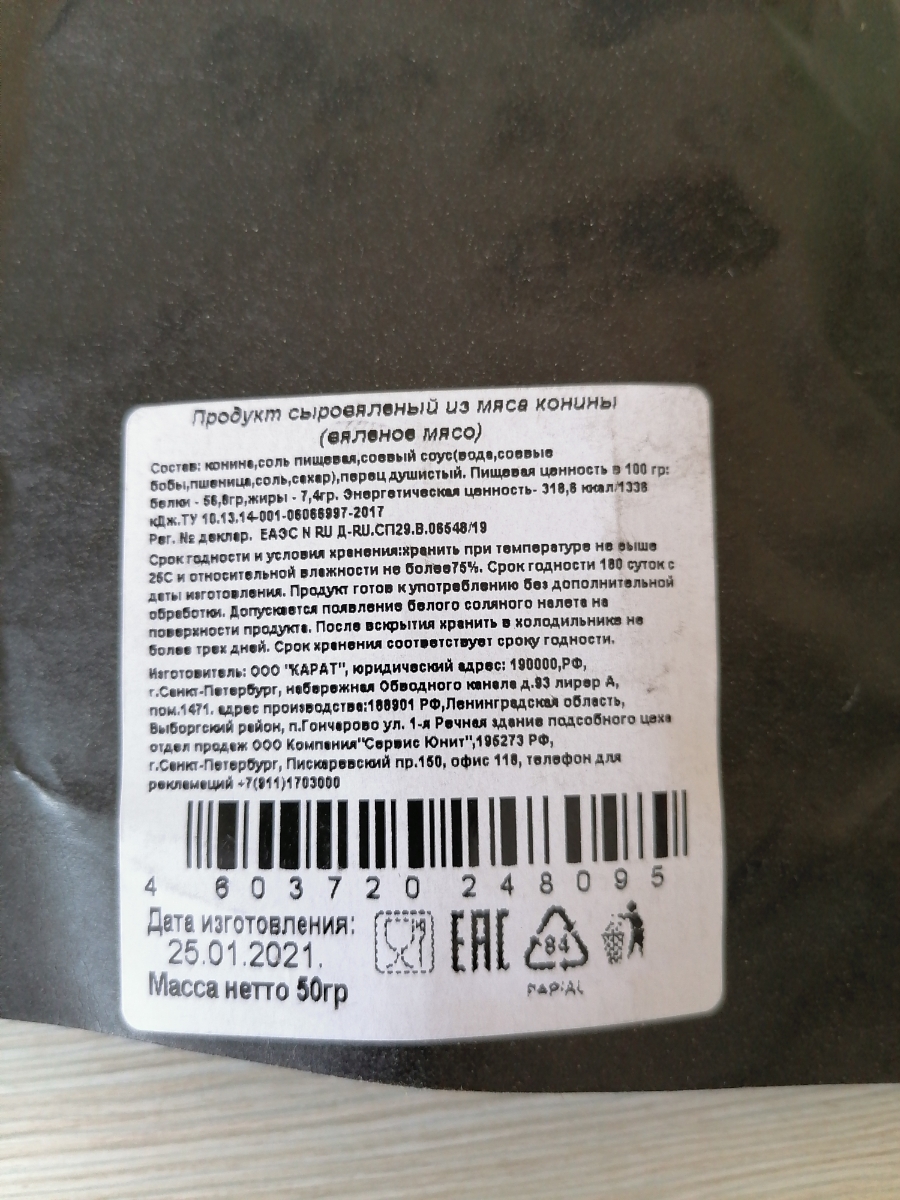 Продукт сыровяленый из мяса конины
(вяленое мясо)
Состав: конина,соль пищевая,соевый соус(вода,соевые
бобы,пшеница,соль,сахар),перец душистый. Пищевая ценность в 100 гр:
белки - 56,8гр,жиры - 7,4гр. Энергетическая ценность- 318,8 ккал/1336
кДж.ТУ 10.13.14-001-06066997-2017
Рег. № деклар. ЕАЭС N RU Д-RU.СП29.В.06548/19
Срок годности и условия хранения:хранить при температуре не выше
25С и относительной влажности не более75%. Срок годности 180 суток с
даты изготовления. Продукт готов к употреблению без дополнительной
обработки. Допускается появление белого соляного налета на
поверхности продукта. После вскрытия хранить в холодильнике не
более трех дней. Срок хранения соответствует сроку годности.
Изготовитель: ООО "КАРАТ", юридический адрес: 190000,РФ,
г.Санкт-Петербург, набережная Обводного канала д.93 лирер А,
пом.1471. адрес производства:188901 РФ,Ленинградская область,
Выборгский район, п.Гончарово ул. 1-я Речная здание подсобного цеха
отдел продаж ООО Компания"Сервис Юнит",195273 РФ,
г.Санкт-Петербург, Пискаревский пр.150, офис 118, телефон для
рекламаций +7(911)1703000
4 603720 248095
Дата изготовления:
25.01.2021.
Масса нетто 50гр
ЕАС
84
PAP/AL